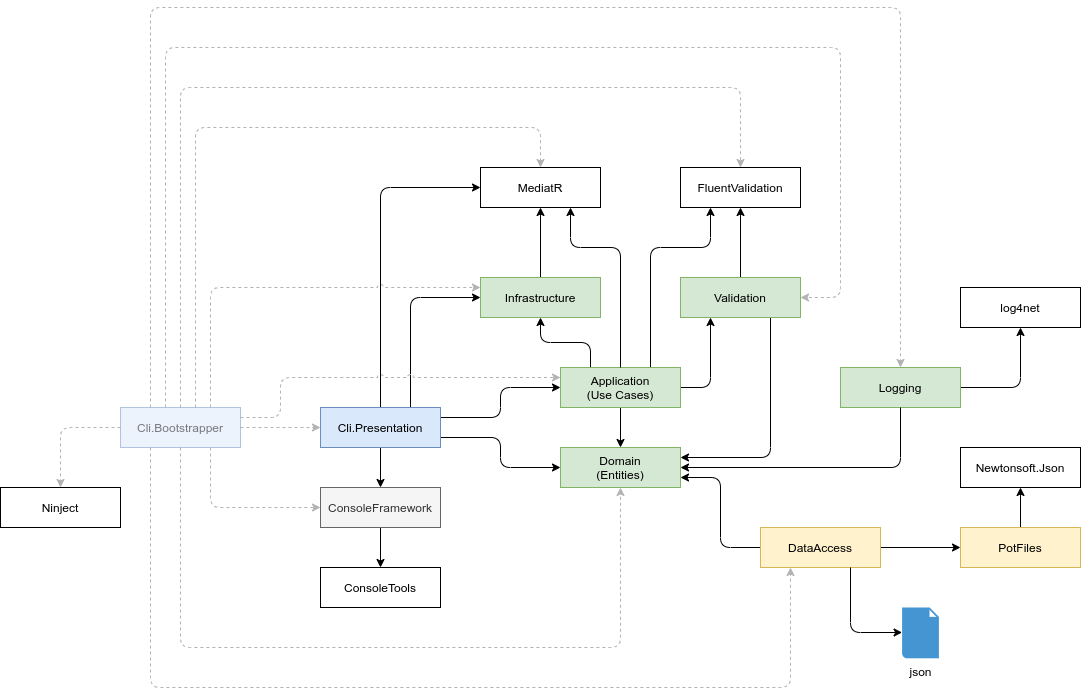 MediatR
FluentValidation
Infrastructure
Validation
log4net
Application
(Use Cases)
Logging
Cli.Bootstrapper
Cli.Presentation
Domain
(Entities)
Newtonsoft.Json
Ninject
ConsoleFramework
DataAccess
PotFiles
ConsoleTools
json